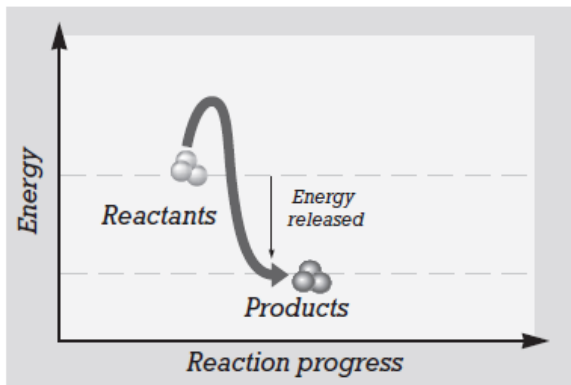 Energy
Reactants
Energy
released
Products
Reaction progress